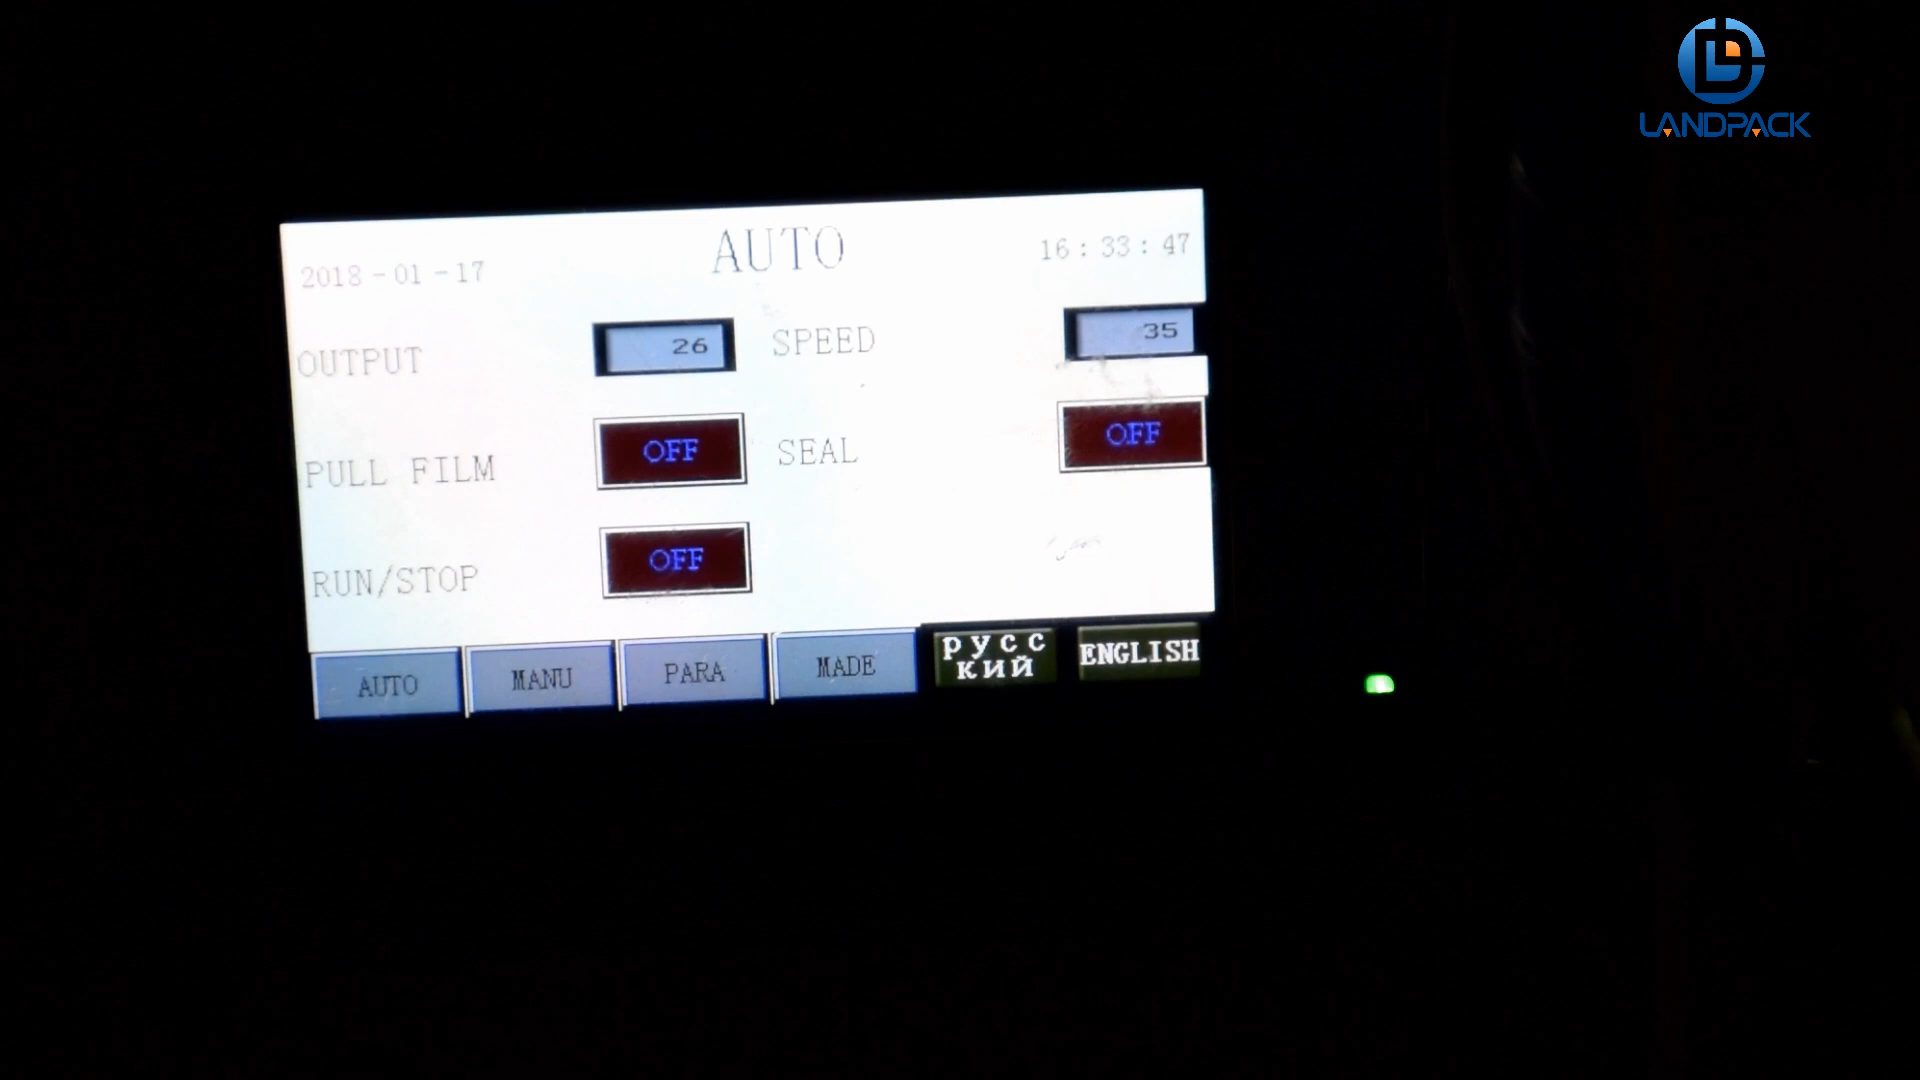 LANDPACK
2018-01-17 AUTO 16:33:47
OUTPUT 26 SPEED 35
PULL FILM OFF SEAL OFF
RUN/STOP OFF
AUTO MANU PARA MADE русс ENGLISH
кий